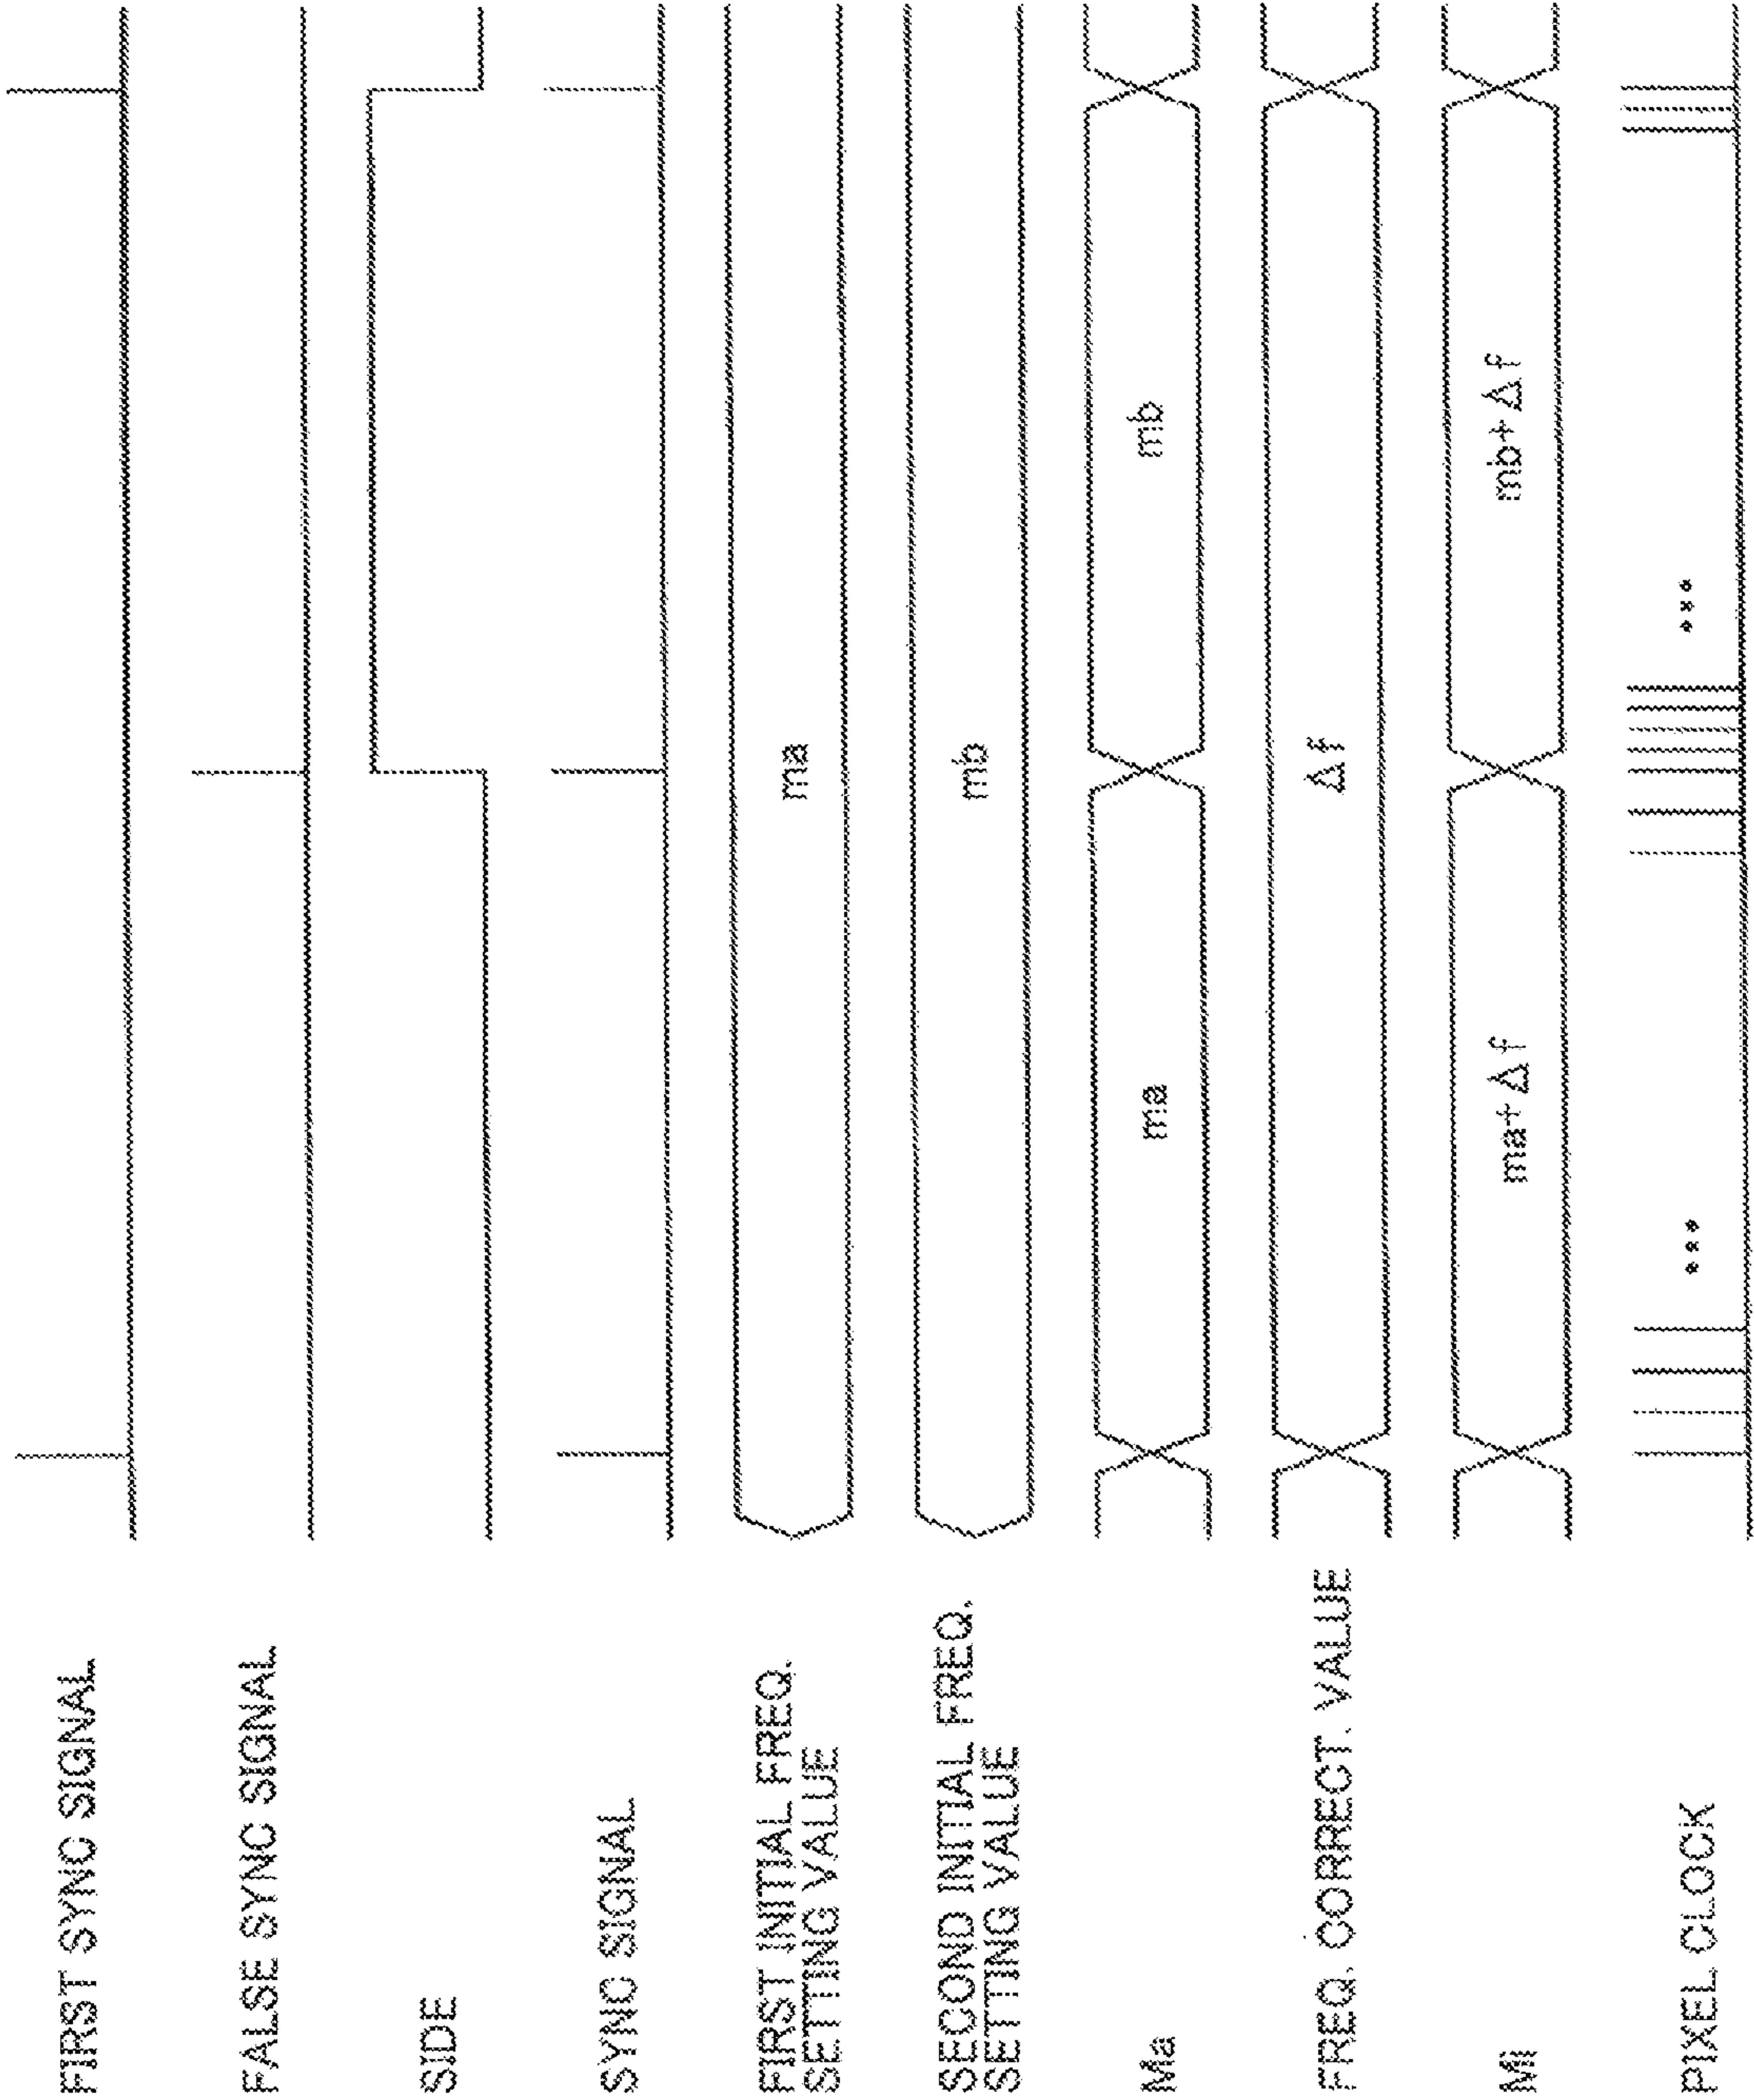 FIRST SYNC SIGNAL
FALSE SYNC SIGNAL
SIDE
SYNC SIGNAL
FIRST INITIAL FREQ.
SETTING VALUE
ma
SECOND INITIAL FREQ.
SETTING VALUE
mb
Ma
ma
mb
FREQ. CORRECT. VALUE
Δf
Mi
ma+Δf
mb+Δf
PIXEL CLOCK
•••
•••